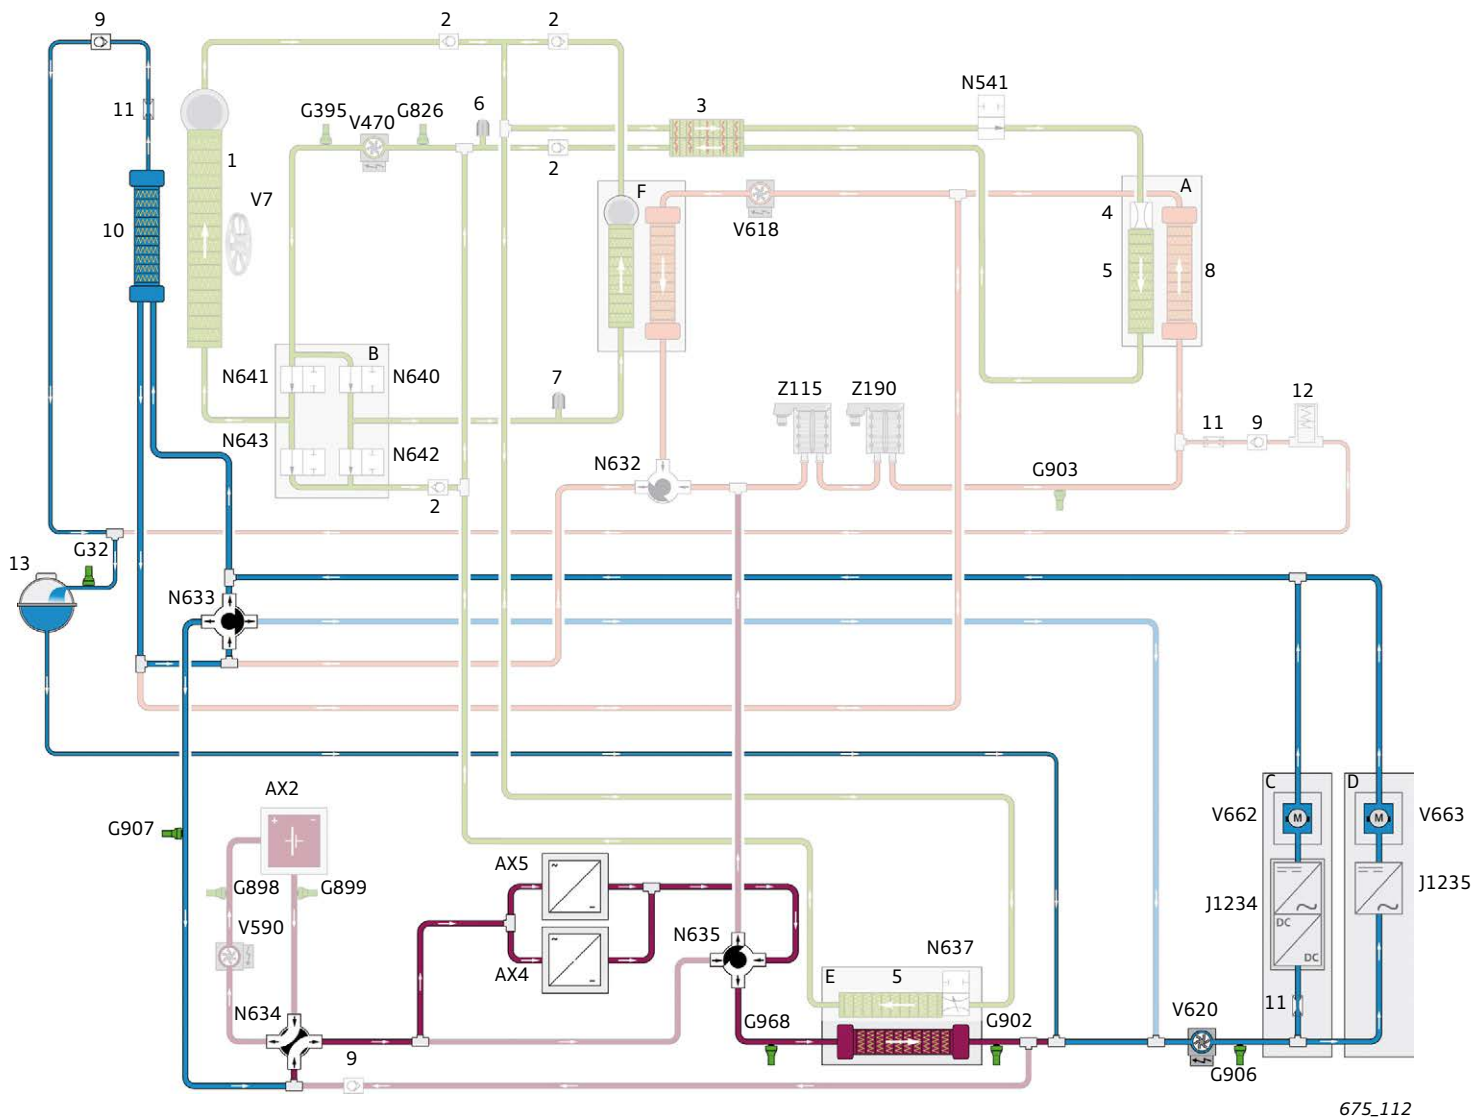 9
2
2
N541
11
G395
V470
G826
6
3
2
1
V7
F
A
10
4
V618
5
8
B
N641
N640
7
Z115
Z190
12
N643
N642
11
9
N632
G903
2
G32
13
N633
AX2
C
D
G907
V662
M
M
V663
+
-
AX5
~
-
G898
G899
J1235
J1234
~
~
V590
N635
DC
N637
AX4
~
-
DC
E
5
N634
G968
G902
V620
11
9
G906
675_112